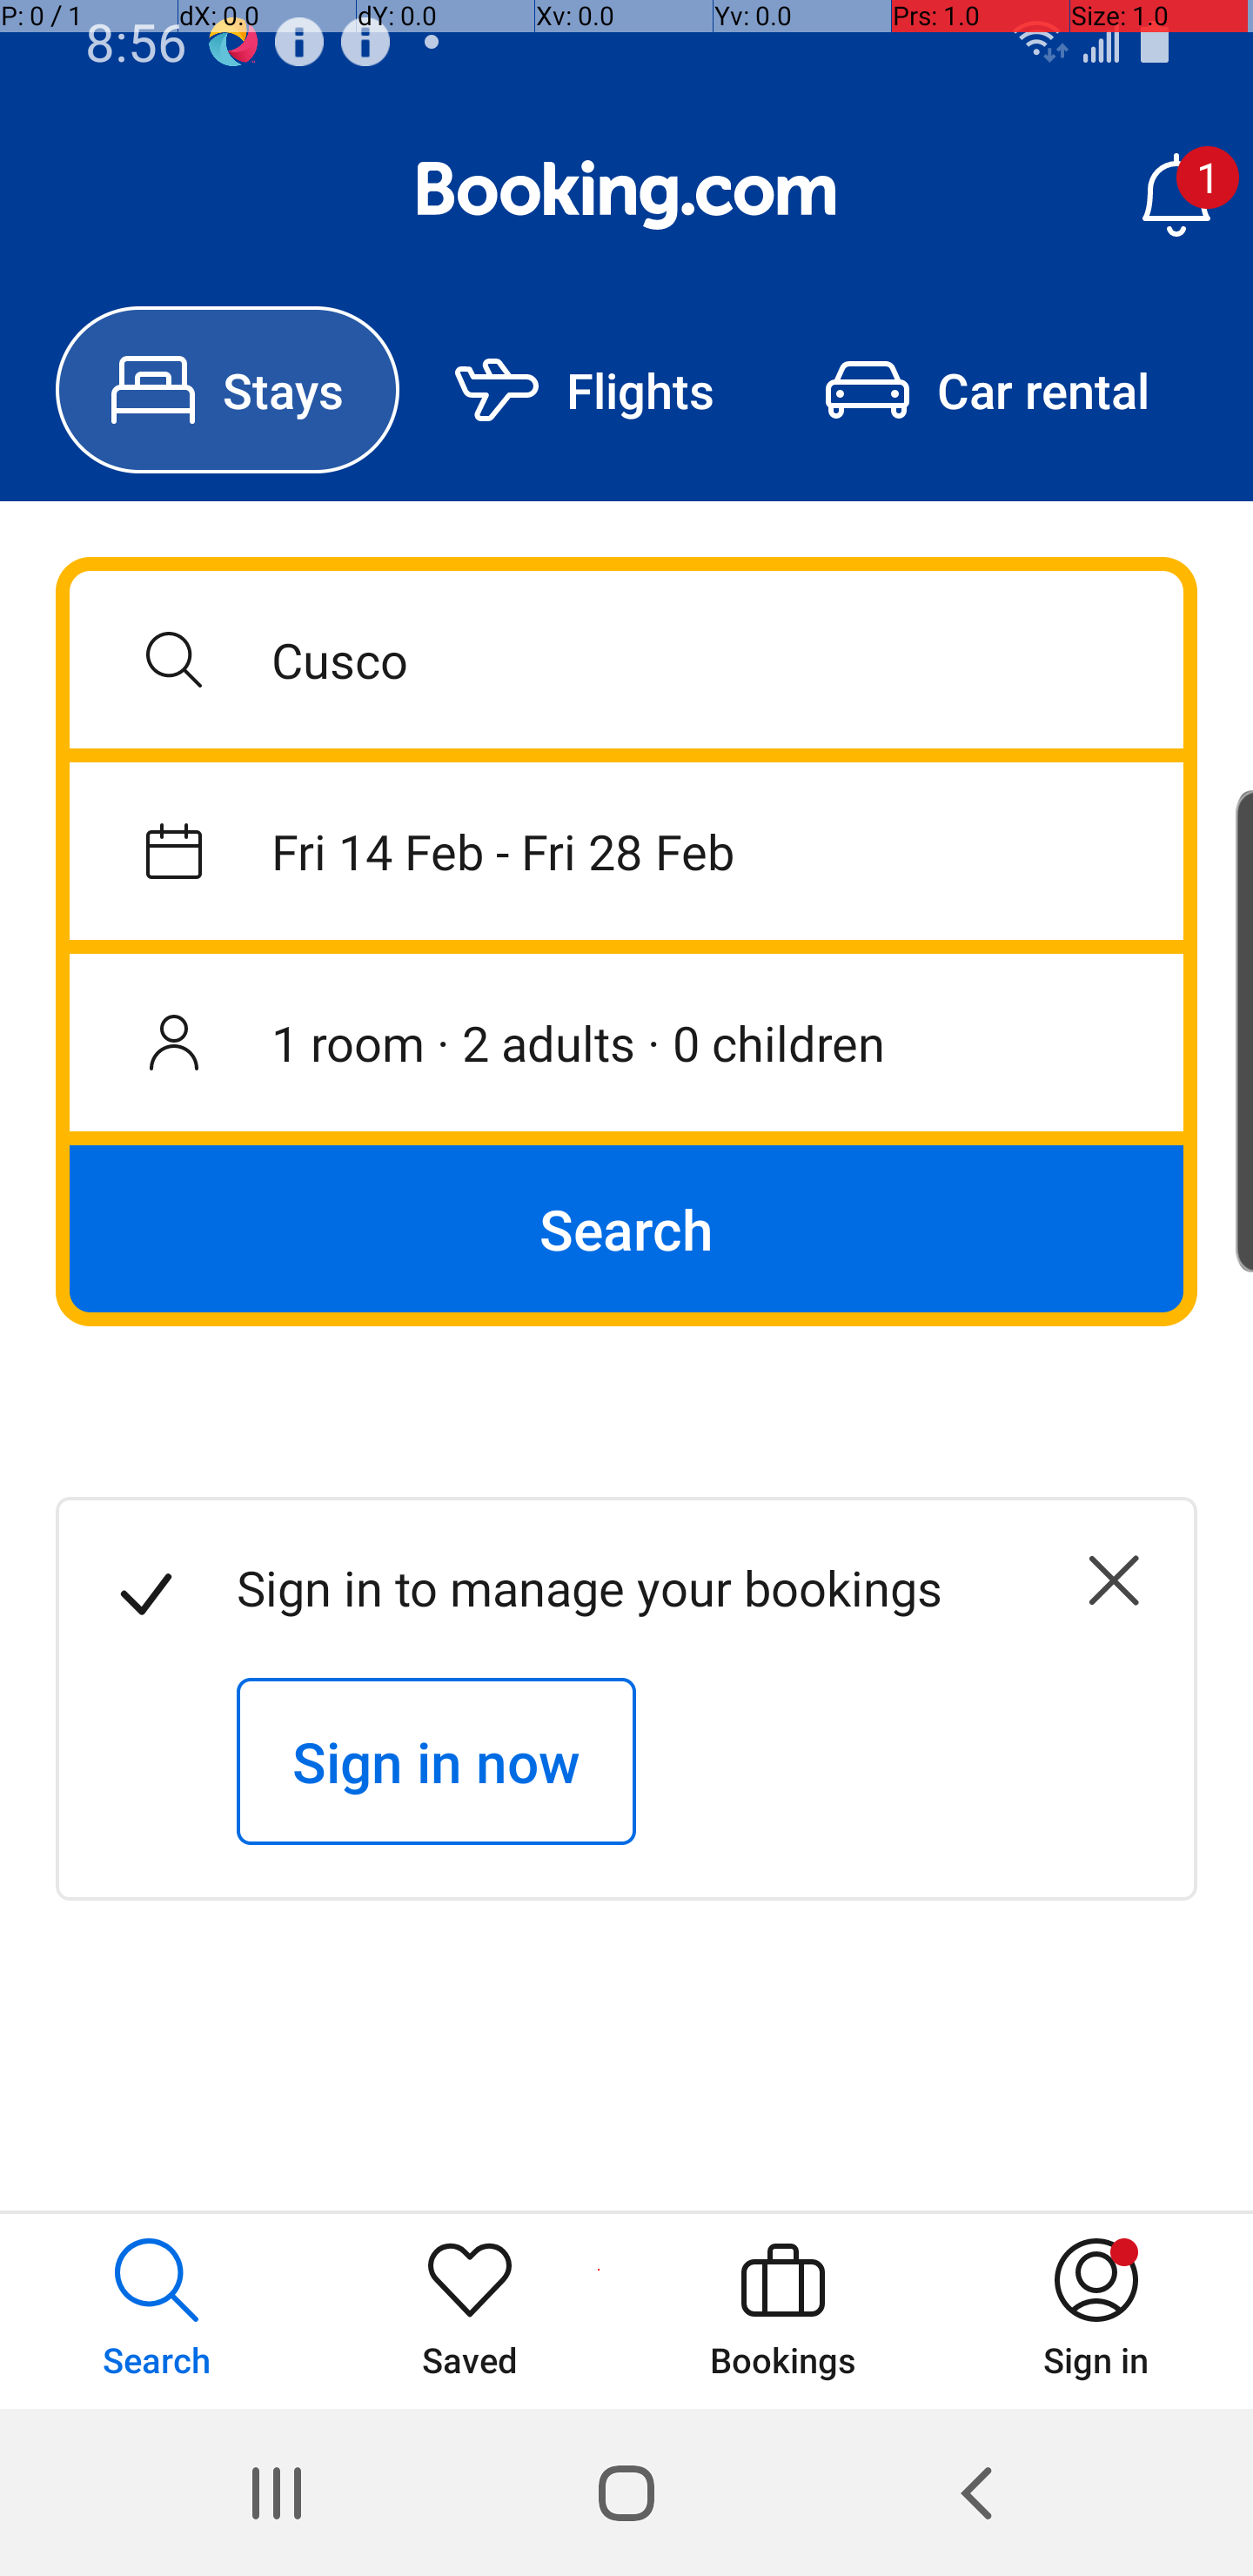 P: 0 / 1 dX: 0.0 dY: 0.0 Xv: 0.0 Yv: 0.0 Prs: 1.0 Size: 1.0
8:56
Booking.com
1
Stays Flights Car rental
Cusco
Fri 14 Feb - Fri 28 Feb
1 room · 2 adults · 0 children
Search
Sign in to manage your bookings
Sign in now
Search Saved Bookings Sign in